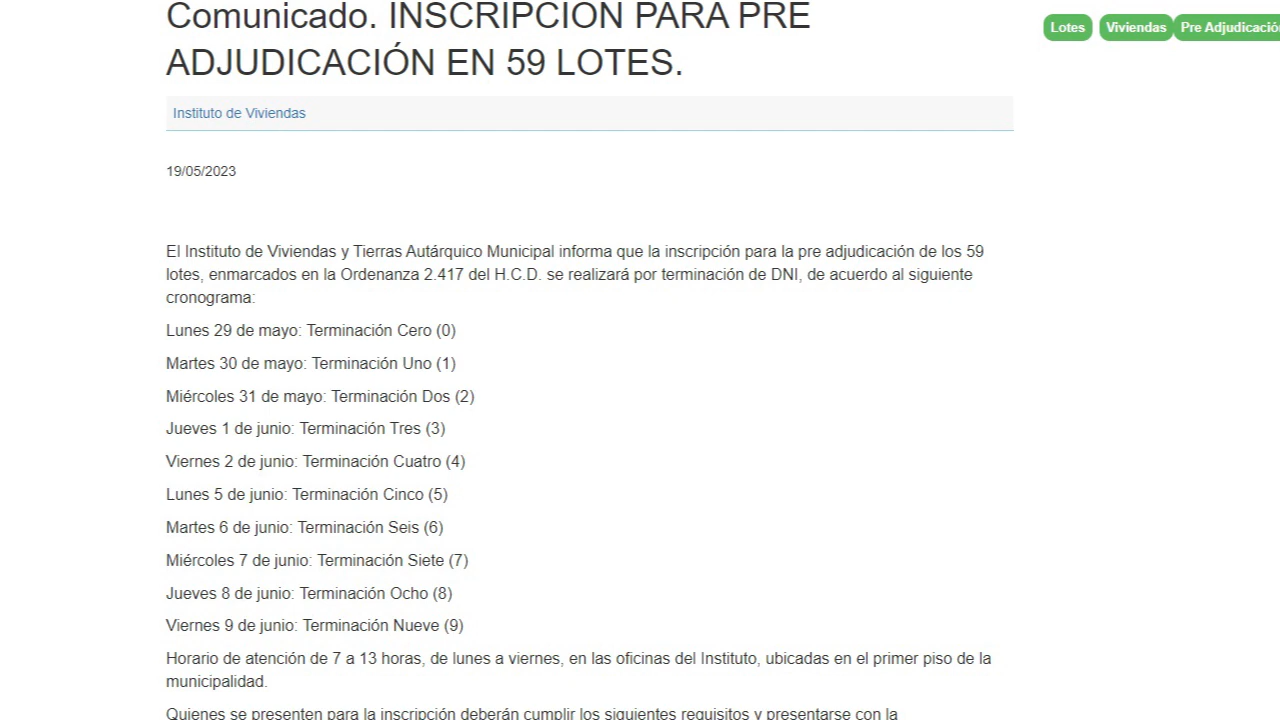 Comunicado. INSCRIPCIÓN PARA PRE
ADJUDICACIÓN EN 59 LOTES.
Lotes
Viviendas
Pre Adjudicación
Instituto de Viviendas
19/05/2023
El Instituto de Viviendas y Tierras Autárquico Municipal informa que la inscripción para la pre adjudicación de los 59
lotes, enmarcados en la Ordenanza 2.417 del H.C.D. se realizará por terminación de DNI, de acuerdo al siguiente
cronograma:
Lunes 29 de mayo: Terminación Cero (0)
Martes 30 de mayo: Terminación Uno (1)
Miércoles 31 de mayo: Terminación Dos (2)
Jueves 1 de junio: Terminación Tres (3)
Viernes 2 de junio: Terminación Cuatro (4)
Lunes 5 de junio: Terminación Cinco (5)
Martes 6 de junio: Terminación Seis (6)
Miércoles 7 de junio: Terminación Siete (7)
Jueves 8 de junio: Terminación Ocho (8)
Viernes 9 de junio: Terminación Nueve (9)
Horario de atención de 7 a 13 horas, de lunes a viernes, en las oficinas del Instituto, ubicadas en el primer piso de la
municipalidad.
Quienes se presenten para la inscripción deberán cumplir los siguientes requisitos y presentarse con la